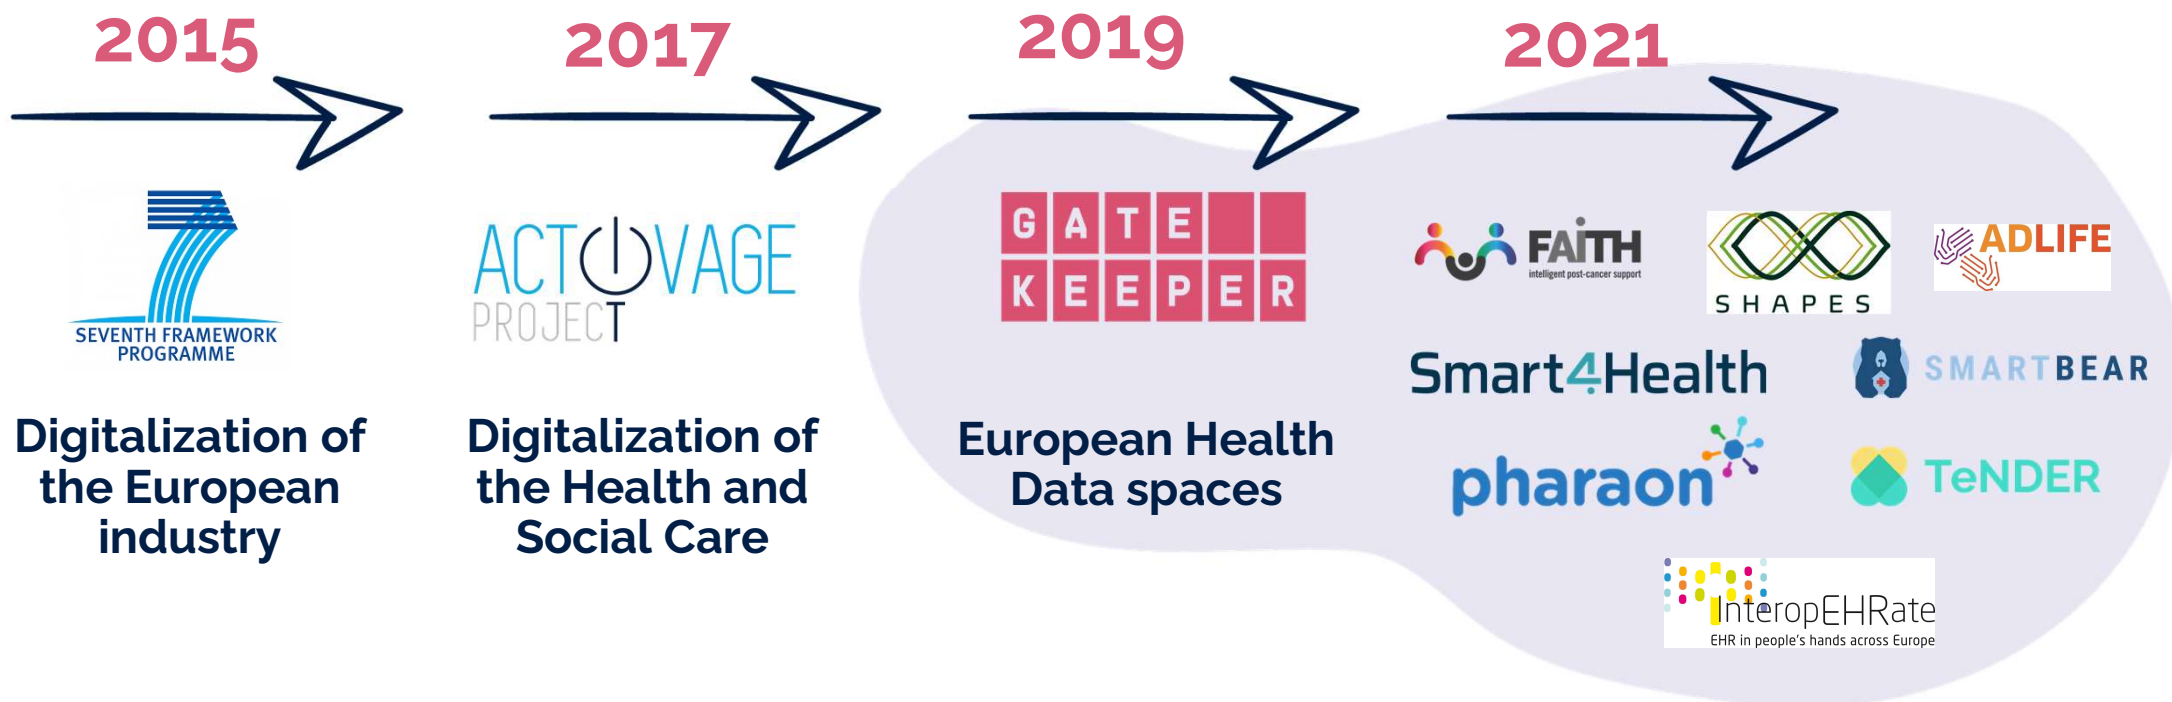 2015
2017
2019
2021
SEVENTH FRAMEWORK
PROGRAMME
Digitalization of
the European
industry
ACTIVAGE
PROJECT
Digitalization of
the Health and
Social Care
GATE
KEEPER
European Health
Data spaces
FAiTH
intelligent post-cancer support
SHAPES
ADLIFE
Smart4Health
SMARTBEAR
pharaon
TeNDER
InteropEHRate
EHR in people's hands across Europe